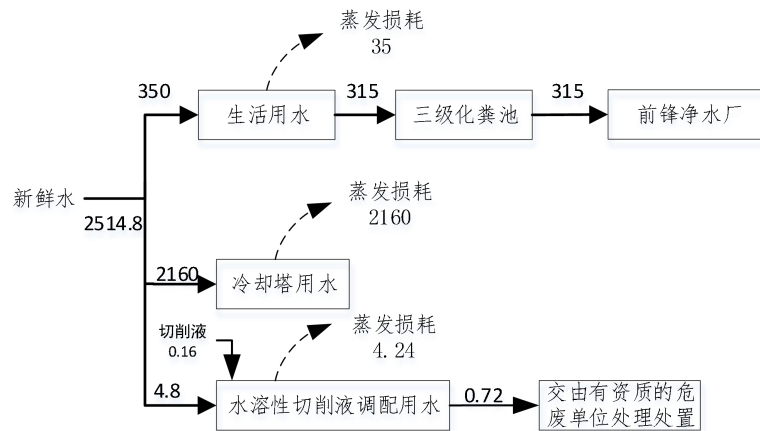 蒸发损耗
35
350
315
315
生活用水
三级化粪池
前锋净水厂
新鲜水
2514.8
蒸发损耗
2160
2160
冷却塔用水
切削液
0.16
蒸发损耗
4.24
4.8
水溶性切削液调配用水
0.72
交由有资质的危
废单位处理处置